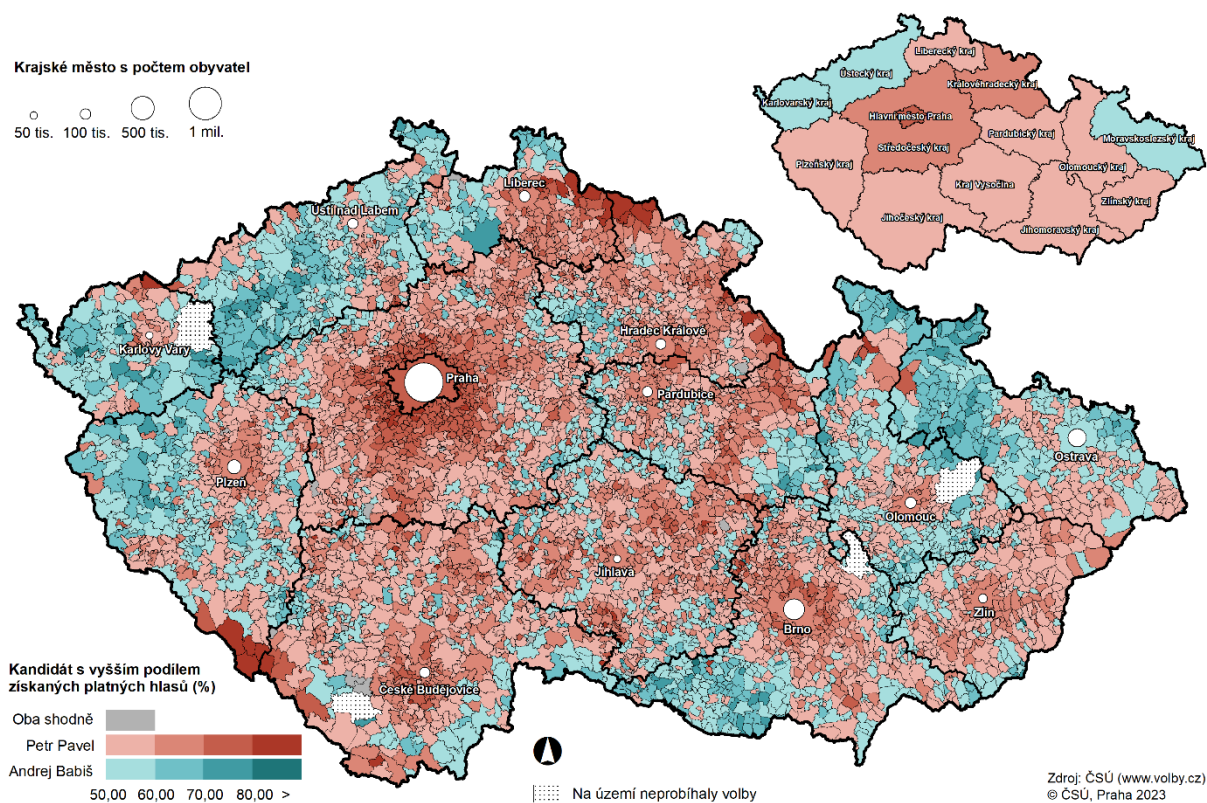 Krajské město s počtem obyvatel
50 tis. 100 tis. 500 tis. 1 mil.
Liberecký kraj
Ústecký kraj
Karlovarský kraj
Královéhradecký kraj
Hlavní město Praha
Středočeský kraj
Pardubický kraj
Moravskoslezský kraj
Plzeňský kraj
Olomoucký kraj
Kraj Vysočina
Zlínský kraj
Jihočeský kraj
Jihomoravský kraj
Liberec
Ústí nad Labem
Karlovy Vary
Hradec Králové
Praha
Pardubice
Plzeň
Ostrava
Olomouc
Jihlava
Zlín
Brno
České Budějovice
Kandidát s vyšším podílem
získaných platných hlasů (%)
Oba shodně
Petr Pavel
Andrej Babiš
50,00 60,00 70,00 80,00 >
Na území neprobíhaly volby
Zdroj: ČSÚ (www.volby.cz)
© ČSÚ, Praha 2023